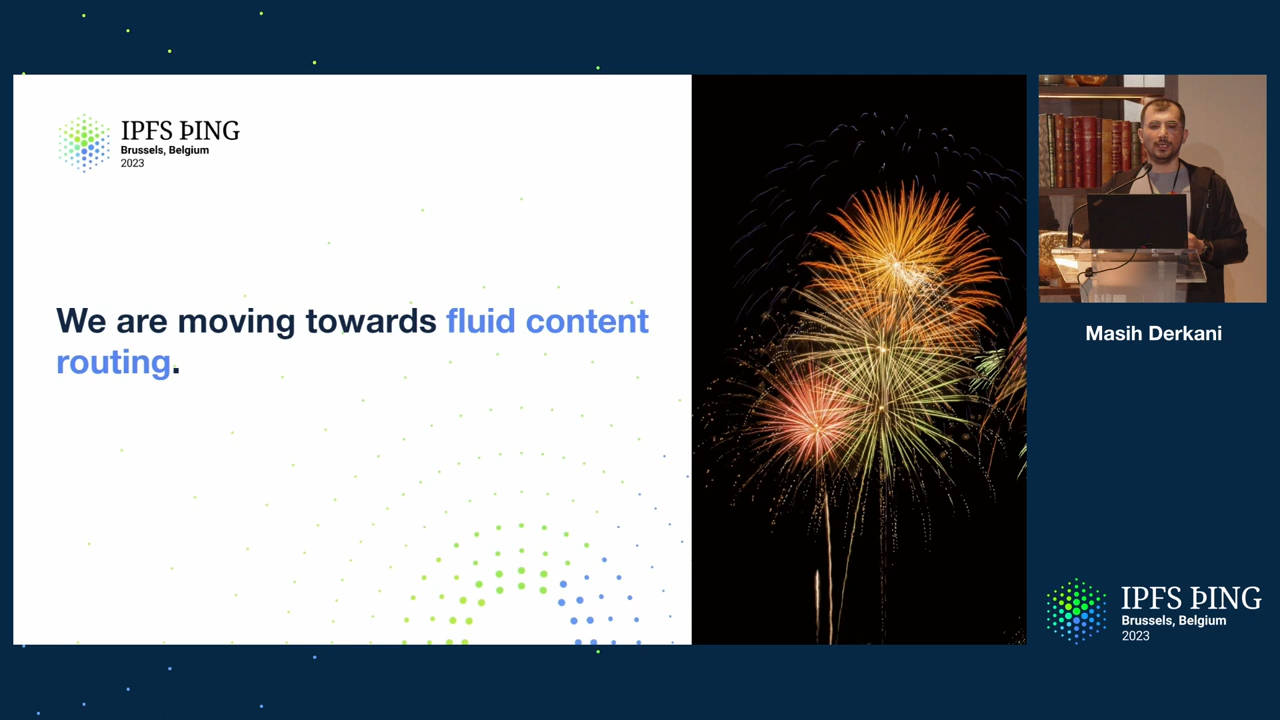 IPFS ÞING
Brussels, Belgium
2023
We are moving towards fluid content
routing.
Masih Derkani
IPFS ÞING
Brussels, Belgium
2023